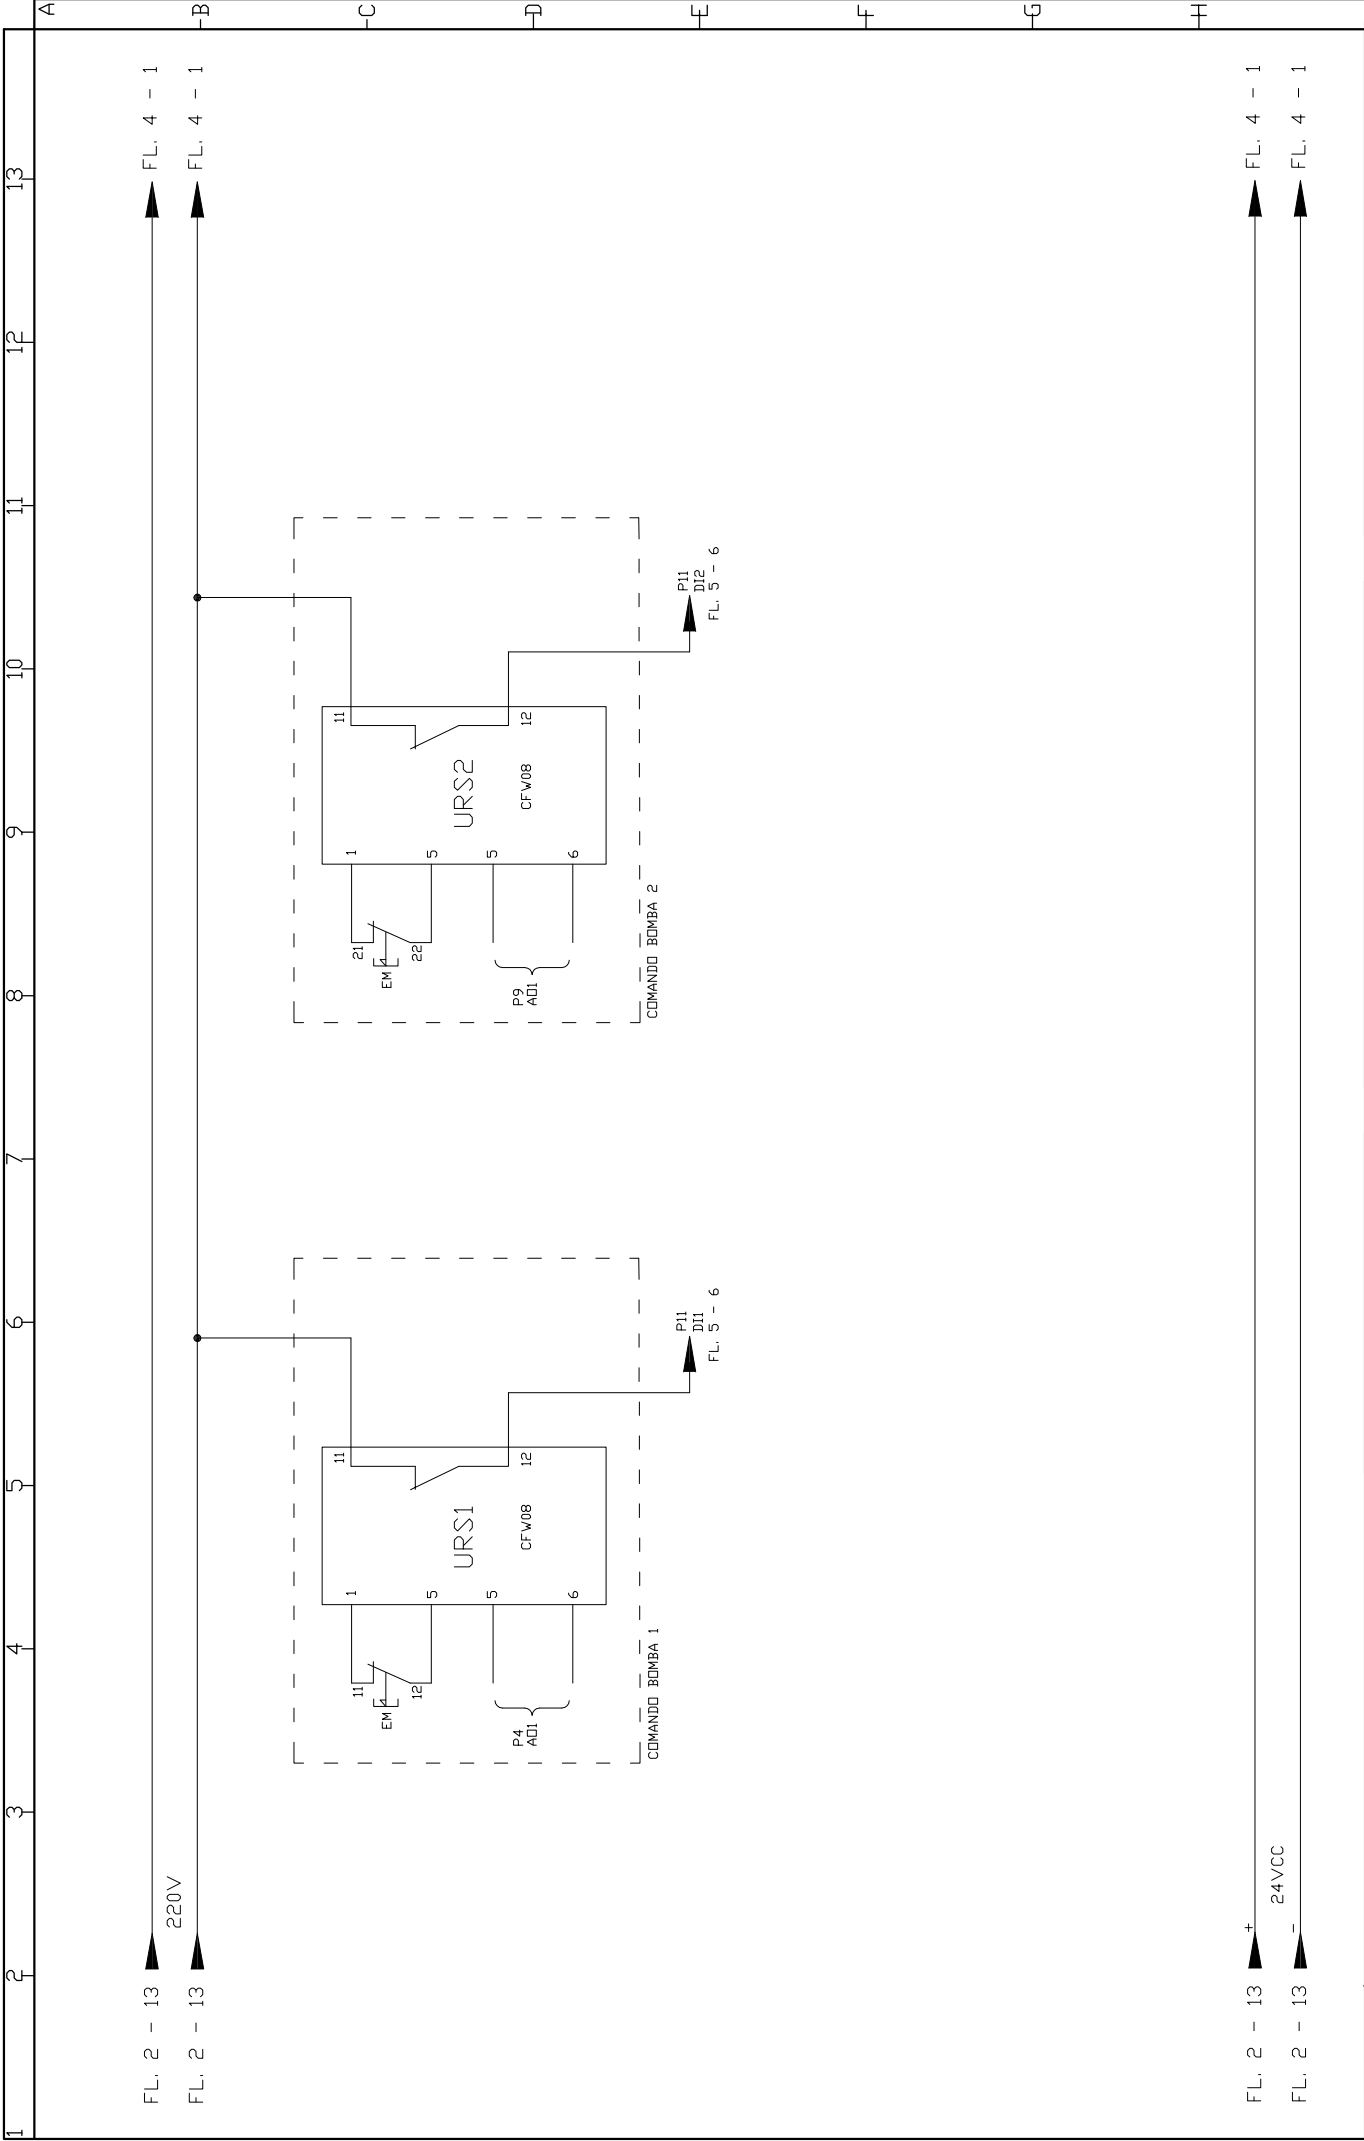 A
B
C
D
E
F
G
H
1
2
3
4
5
6
7
8
9
10
11
12
13
FL. 2 - 13
FL. 4 - 1
220V
FL. 2 - 13
FL. 4 - 1
11
12
EM
1
5
5
6
11
12
URS1
CFW08
P4
AO1
COMANDO BOMBA 1
P11
DI1
FL. 5 - 6
21
22
EM
1
5
5
6
11
12
URS2
CFW08
P9
AO1
COMANDO BOMBA 2
P11
DI2
FL. 5 - 6
FL. 2 - 13
+
FL. 4 - 1
24VCC
FL. 2 - 13
-
FL. 4 - 1